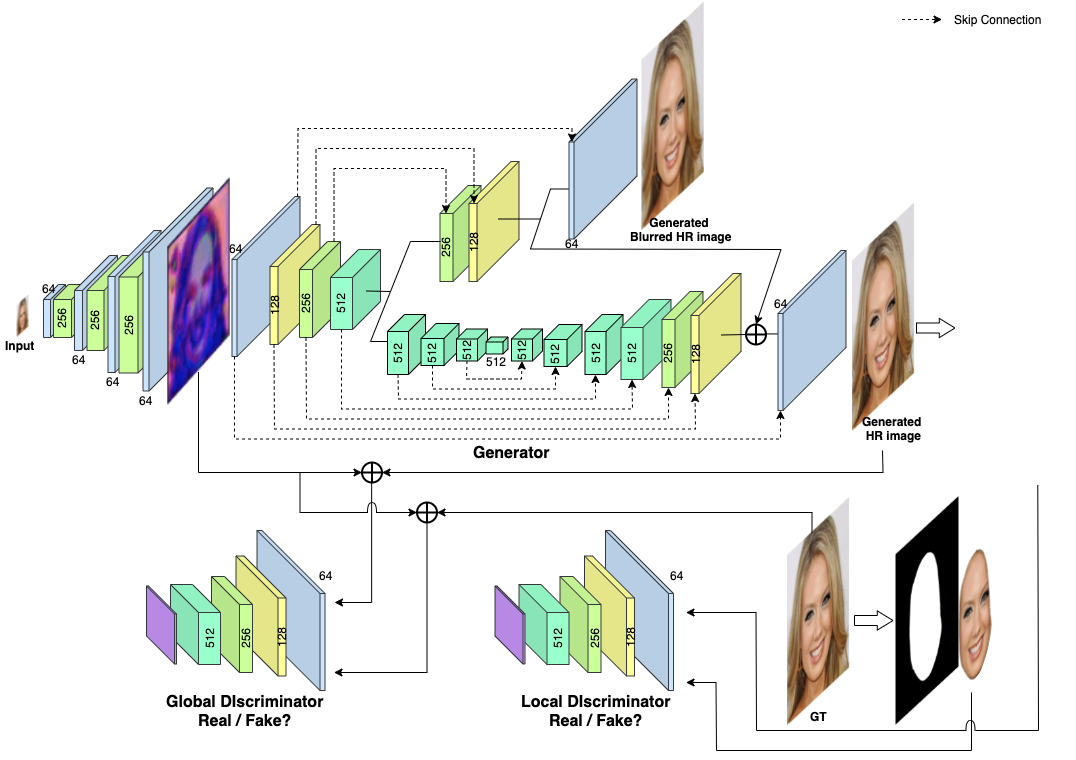 Skip Connection
Generated
Blurred HR image
64
256
128
64
64
128
256
512
64
256
256
256
64
64
64
Input
512
512
512
512
512
512
512
512
256
128
64
Generated
HR image
Generator
64
512
256
128
Global DIscriminator
Real / Fake?
64
512
256
128
Local DIscriminator
Real / Fake?
GT